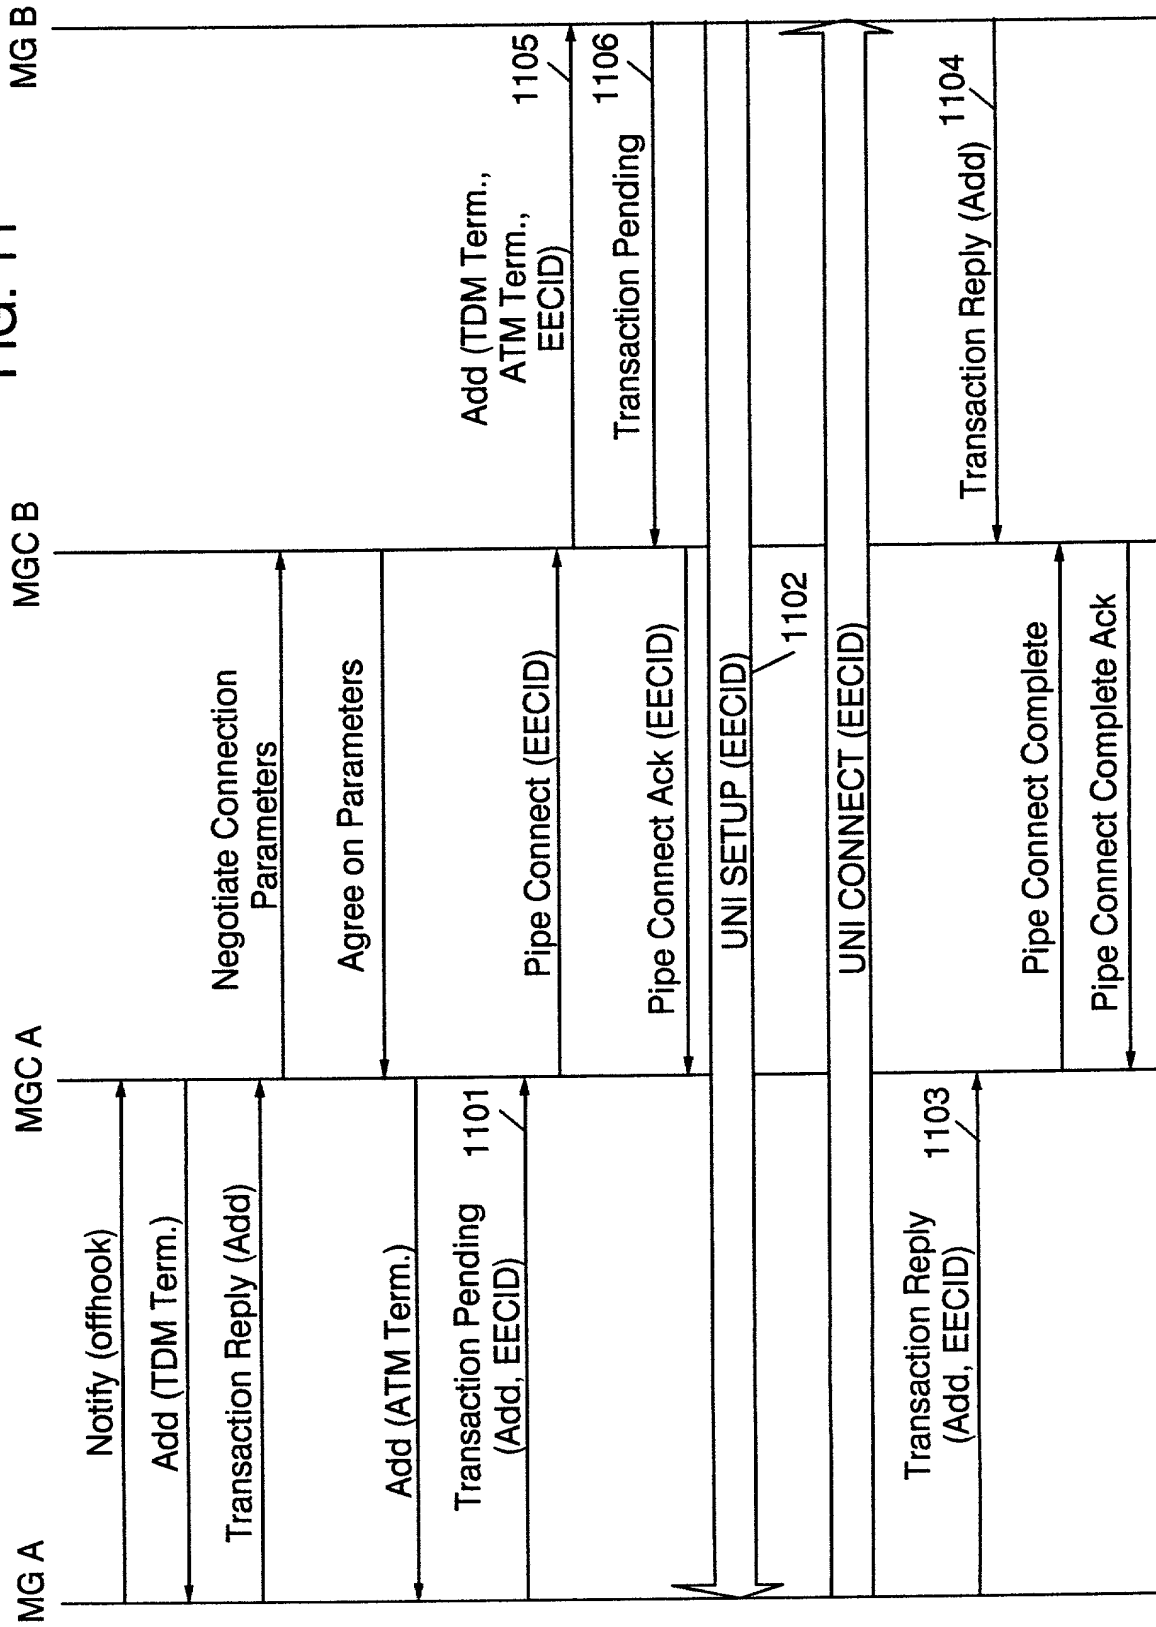 FIG. 11
MG A
MGC A
MGC B
MG B
Notify (offhook)
Add (TDM Term.)
Transaction Reply (Add)
Negotiate Connection
Parameters
Agree on Parameters
Add (ATM Term.)
Transaction Pending
(Add, EECID)
1101
Pipe Connect (EECID)
Add (TDM Term.,
ATM Term.,
EECID)
1105
Transaction Pending
1106
Pipe Connect Ack (EECID)
UNI SETUP (EECID)
1102
UNI CONNECT (EECID)
Transaction Reply
(Add, EECID)
1103
Transaction Reply (Add)
1104
Pipe Connect Complete
Pipe Connect Complete Ack